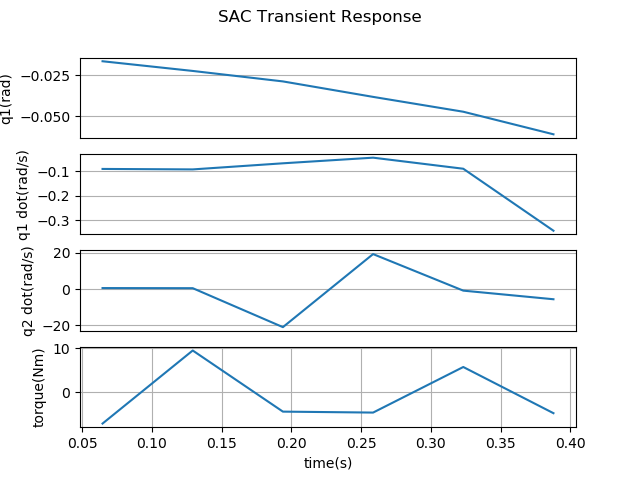 SAC Transient Response
−0.025
−0.050
q1(rad)
−0.1
−0.2
−0.3
q1 dot(rad/s)
20
0
−20
q2 dot(rad/s)
10
0
torque(Nm)
0.05 0.10 0.15 0.20 0.25 0.30 0.35 0.40
time(s)